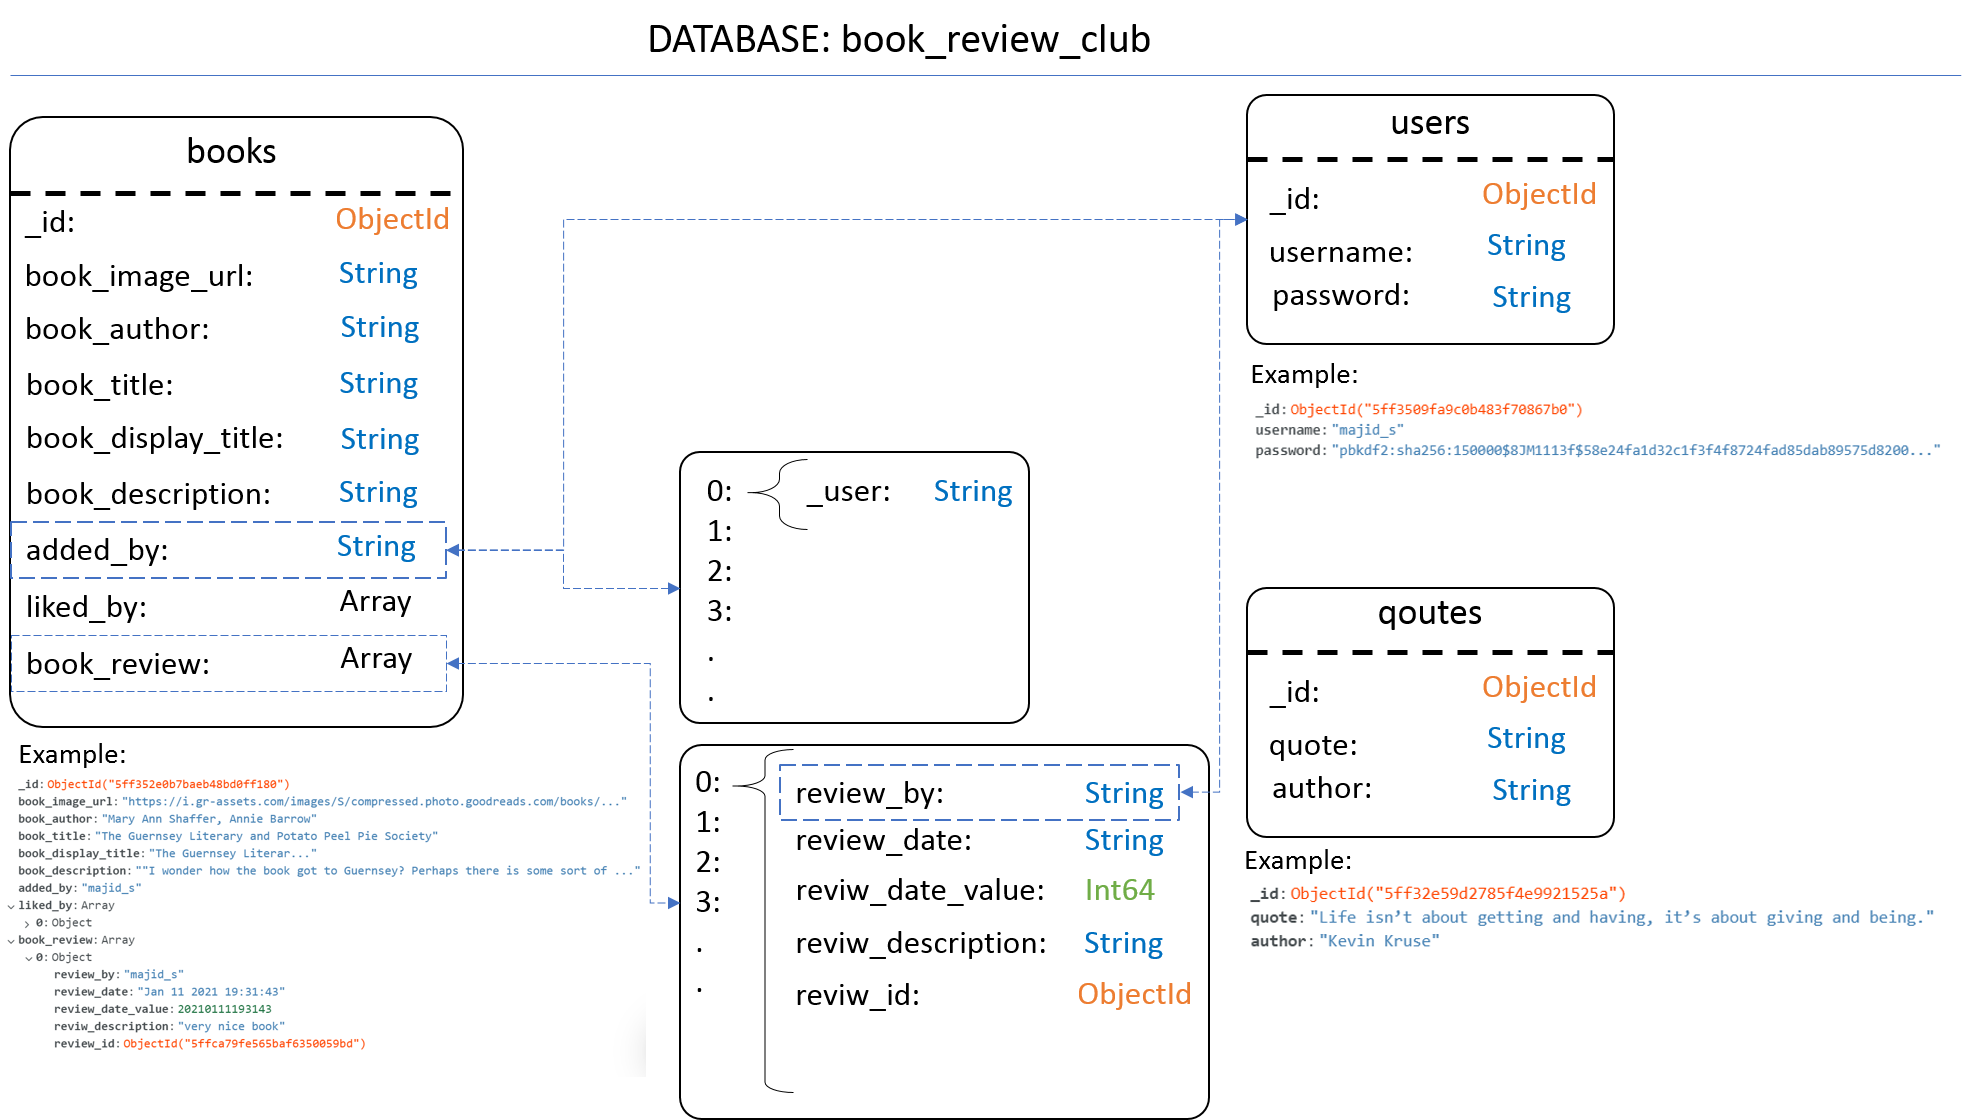 DATABASE: book_review_club
books
_id: ObjectId
book_image_url: String
book_author: String
book_title: String
book_display_title: String
book_description: String
added_by: String
liked_by: Array
book_review: Array
Example:
_id: ObjectId("5ff352e0b7baeb48bd0ff180")
book_image_url: "https://i.gr-assets.com/images/S/compressed.photo.goodreads.com/books/..."
book_author: "Mary Ann Shaffer, Annie Barrow"
book_title: "The Guernsey Literary and Potato Peel Pie Society"
book_display_title: "The Guernsey Literar..."
book_description: ""I wonder how the book got to Guernsey? Perhaps there is some sort of ..."
added_by: "majid_s"
liked_by: Array
0: Object
book_review: Array
0: Object
review_by: "majid_s"
review_date: "Jan 11 2021 19:31:43"
review_date_value: 20210111193143
reviw_description: "very nice book"
review_id: ObjectId("5ffca79fe565baf6350059bd")
0: _user: String
1:
2:
3:
.
.
0: review_by: String
1: review_date: String
2: reviw_date_value: Int64
3: reviw_description: String
. reviw_id: ObjectId
.
users
_id: ObjectId
username: String
password: String
Example:
_id: ObjectId("5ff3509fa9c0b483f70867b0")
username: "majid_s"
password: "pbkdf2:sha256:150000$8JM1113f$58e24fa1d32c1f3f4f8724fad85dab89575d8200..."
qoutes
_id: ObjectId
quote: String
author: String
Example:
_id: ObjectId("5ff32e59d2785f4e9921525a")
quote: "Life isn’t about getting and having, it’s about giving and being."
author: "Kevin Kruse"